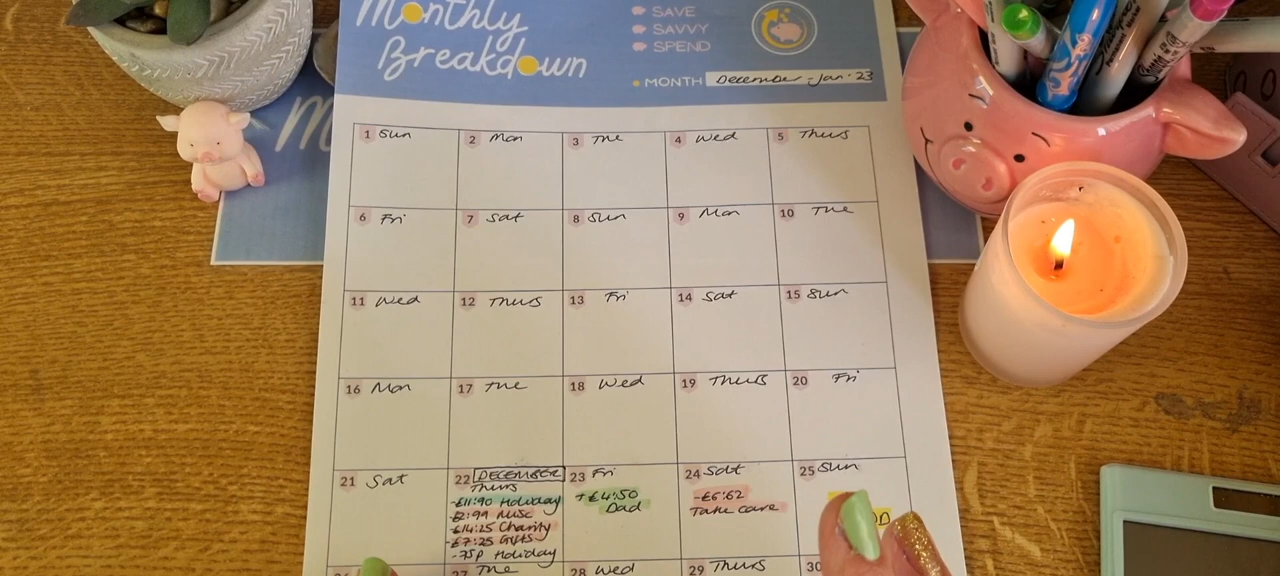 Monthly
Breakdown
SAVE
SAVVY
SPEND
MONTH December - Jan '23
M
1 Sun
2 Mon
3 Tue
4 Wed
5 Thurs
6 Fri
7 Sat
8 Sun
9 Mon
10 Tue
11 Wed
12 Thurs
13 Fri
14 Sat
15 Sun
16 Mon
17 Tue
18 Wed
19 Thurs
20 Fri
21 Sat
22 DECEMBER
Thurs
-£11:90 Holiday
-£2:99 Misc
-£14:25 Charity
-£7:25 Gifts
-75p Holiday
23 Fri
+£4:50
Dad
24 Sat
-£6:62
Take care
25 Sun
27 Tue
28 Wed
29 Thurs
30
Sharpie